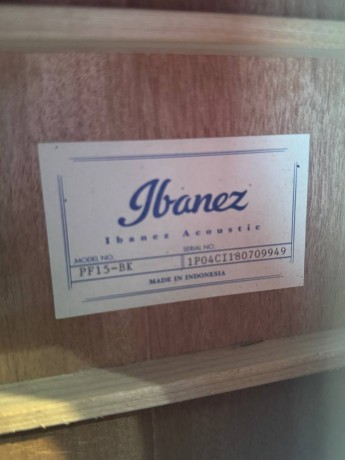 Ibanez
Ibanez Acoustic
MODEL NO. SERIAL NO.
PF15-BK 1P04CI180709949
MADE IN INDONESIA